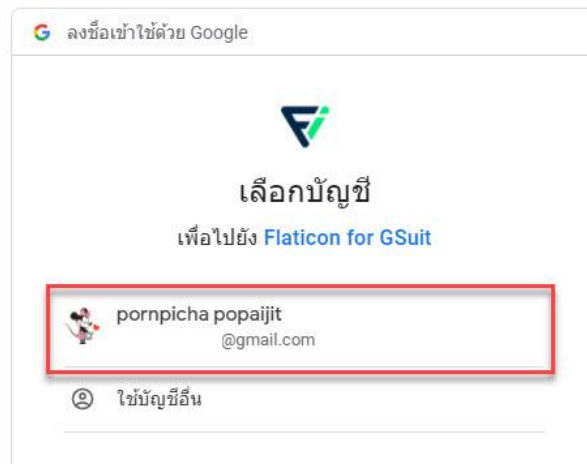 ลงชื่อเข้าใช้ด้วย Google
เลือกบัญชี
เพื่อไปยัง Flaticon for GSuit
pornpicha popaijit
@gmail.com
ใช้บัญชีอื่น